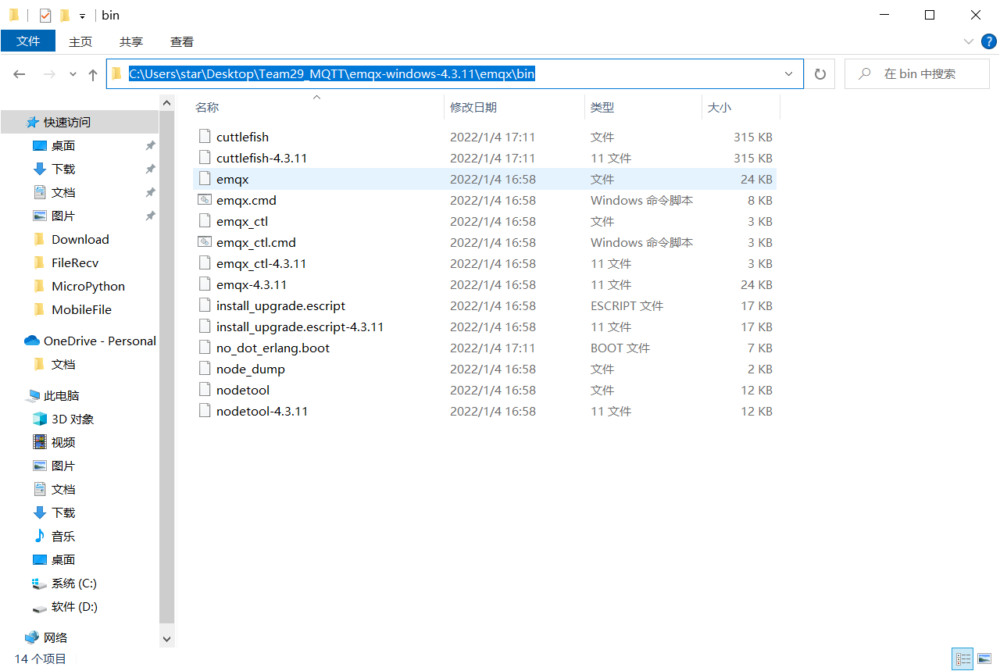 bin
文件 主页 共享 查看
C:\Users\star\Desktop\Team29_MQTT\emqx-windows-4.3.11\emqx\bin 在 bin 中搜索
快速访问
桌面
下载
文档
图片
Download
FileRecv
MicroPython
MobileFile
OneDrive - Personal
文档
此电脑
3D 对象
视频
图片
文档
下载
音乐
桌面
系统 (C:)
软件 (D:)
网络
名称 修改日期 类型 大小
cuttlefish 2022/1/4 17:11 文件 315 KB
cuttlefish-4.3.11 2022/1/4 17:11 11 文件 315 KB
emqx 2022/1/4 16:58 文件 24 KB
emqx.cmd 2022/1/4 16:58 Windows 命令脚本 8 KB
emqx_ctl 2022/1/4 16:58 文件 3 KB
emqx_ctl.cmd 2022/1/4 16:58 Windows 命令脚本 3 KB
emqx_ctl-4.3.11 2022/1/4 16:58 11 文件 3 KB
emqx-4.3.11 2022/1/4 16:58 11 文件 24 KB
install_upgrade.escript 2022/1/4 16:58 ESCRIPT 文件 17 KB
install_upgrade.escript-4.3.11 2022/1/4 16:58 11 文件 17 KB
no_dot_erlang.boot 2022/1/4 17:11 BOOT 文件 7 KB
node_dump 2022/1/4 16:58 文件 2 KB
nodetool 2022/1/4 16:58 文件 12 KB
nodetool-4.3.11 2022/1/4 16:58 11 文件 12 KB
14 个项目